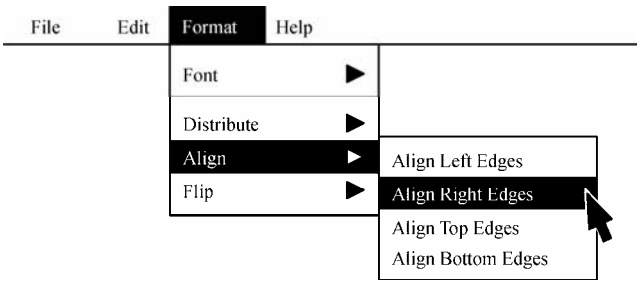 File Edit Format Help
Font
Distribute
Align
Flip
Align Left Edges
Align Right Edges
Align Top Edges
Align Bottom Edges